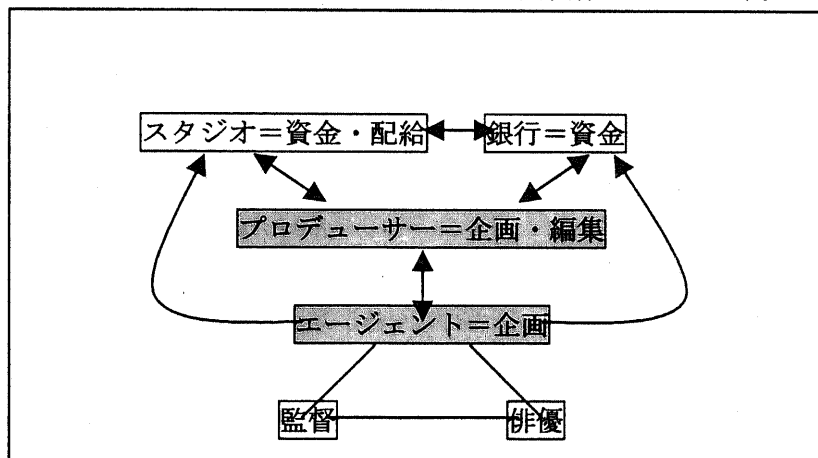 スタジオ＝資金・配給
銀行＝資金
プロデューサー＝企画・編集
エージェント＝企画
監督
俳優